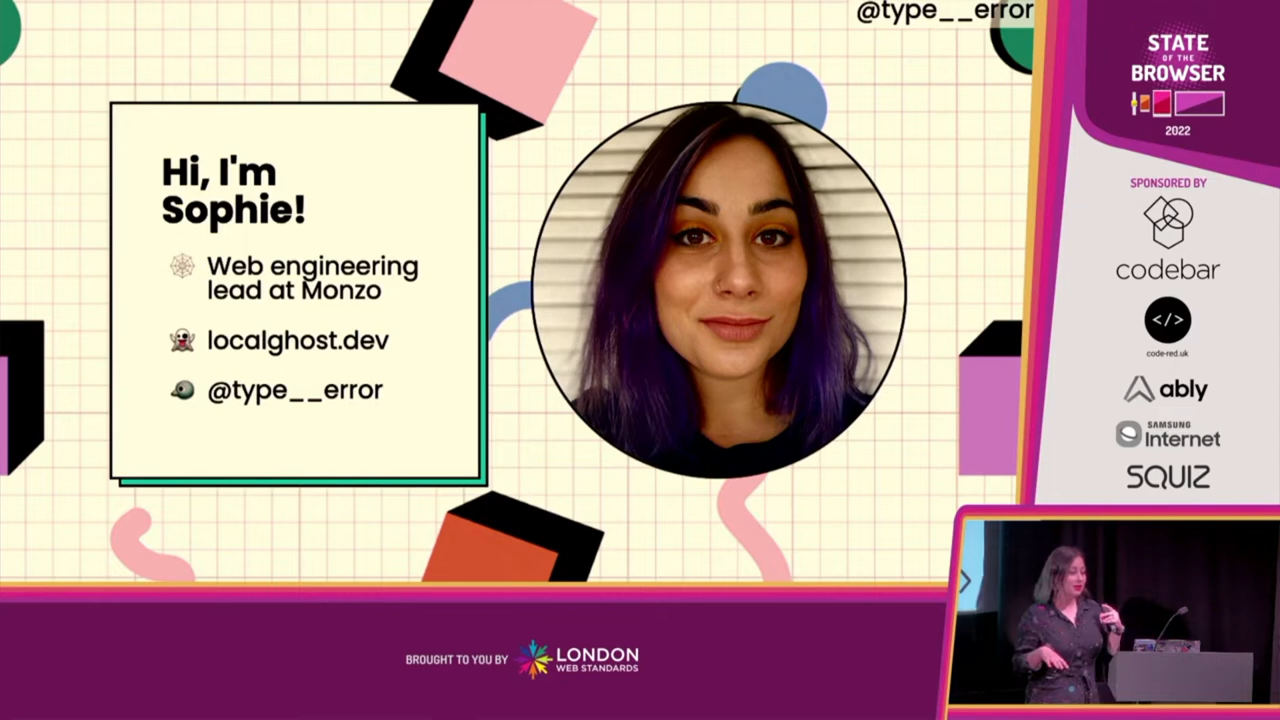 @type__error
Hi, I'm
Sophie!
Web engineering
lead at Monzo
localghost.dev
@type__error
STATE
OF THE
BROWSER
2022
SPONSORED BY
codebar
</>
code-red.uk
ably
SAMSUNG
Internet
SQUIZ
BROUGHT TO YOU BY
LONDON
WEB STANDARDS